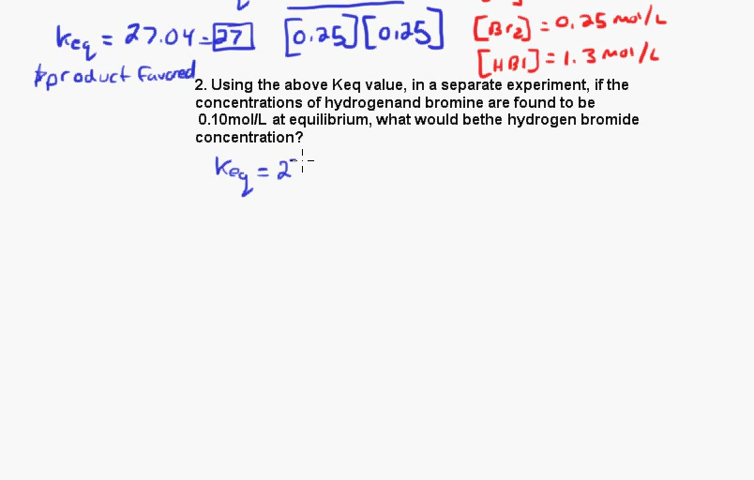 Keq = 27.04 = 27 [0.25][0.25] [Br2] = 0.25 mol/L
[HBr] = 1.3 mol/L
*product Favored
2. Using the above Keq value, in a separate experiment, if the
concentrations of hydrogenand bromine are found to be
0.10mol/L at equilibrium, what would bethe hydrogen bromide
concentration?
Keq = 2